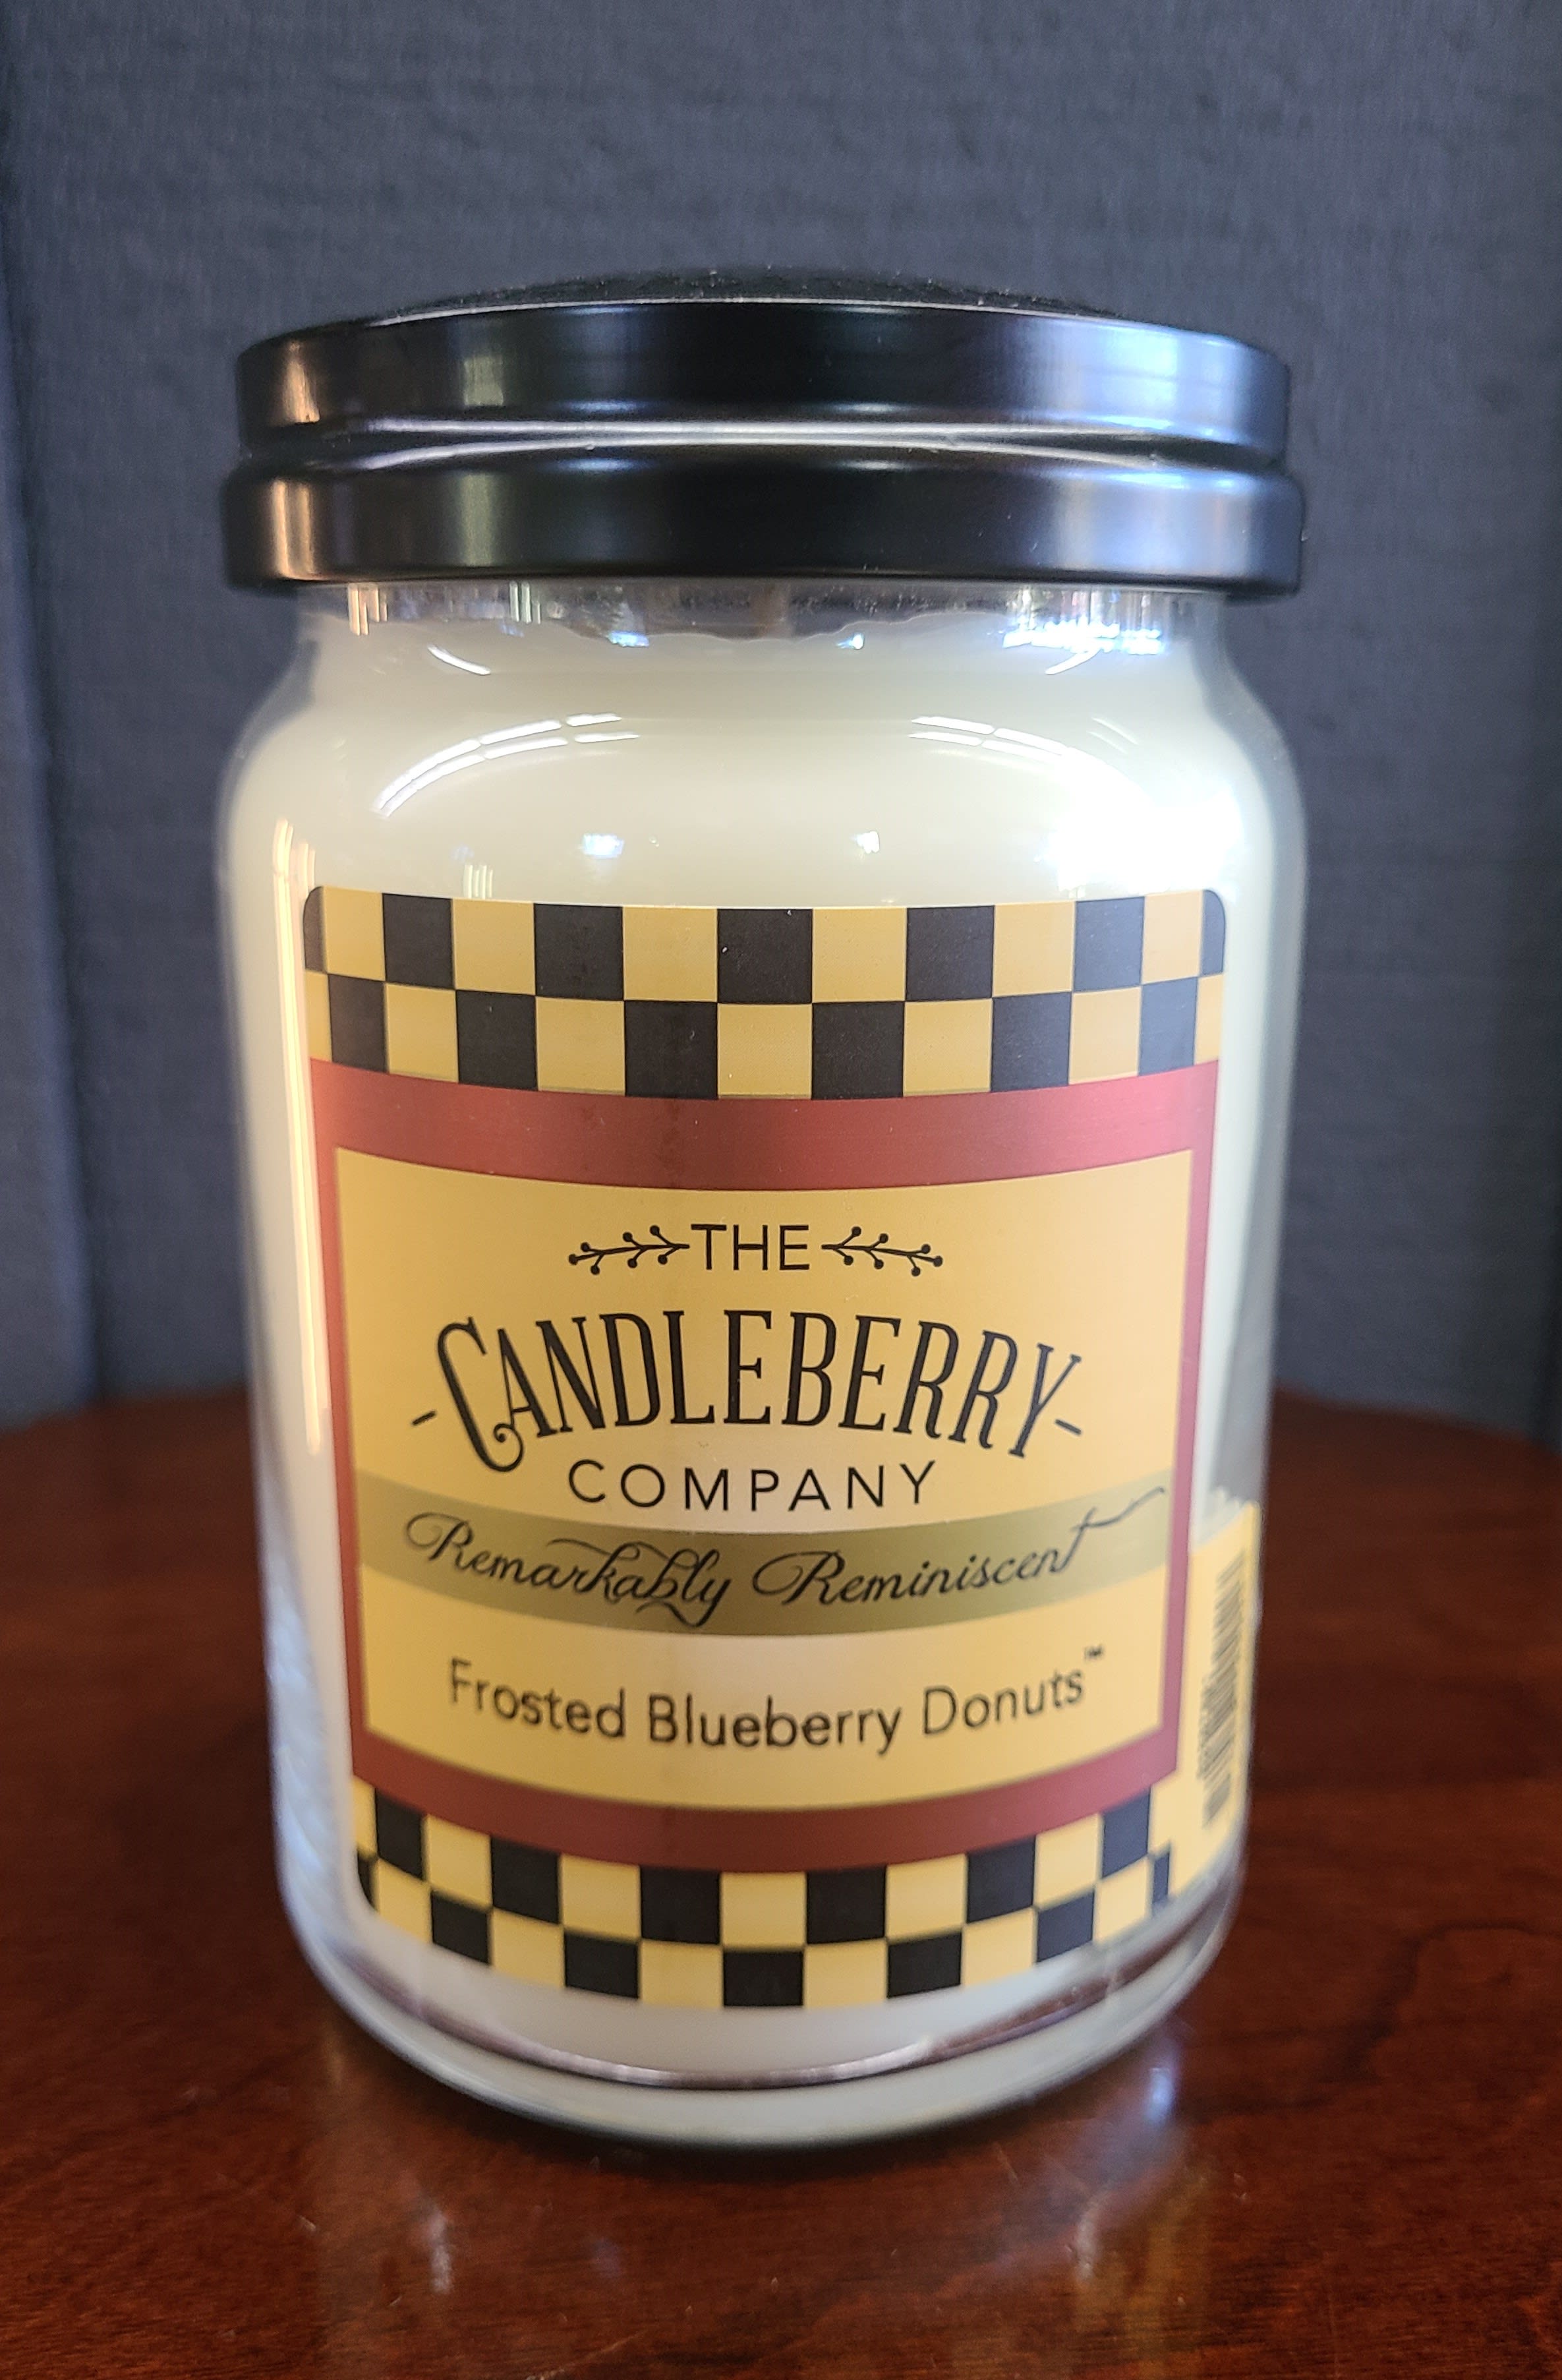 THE
CANDLEBERRY
COMPANY
Remarkably Reminiscent
Frosted Blueberry Donuts™